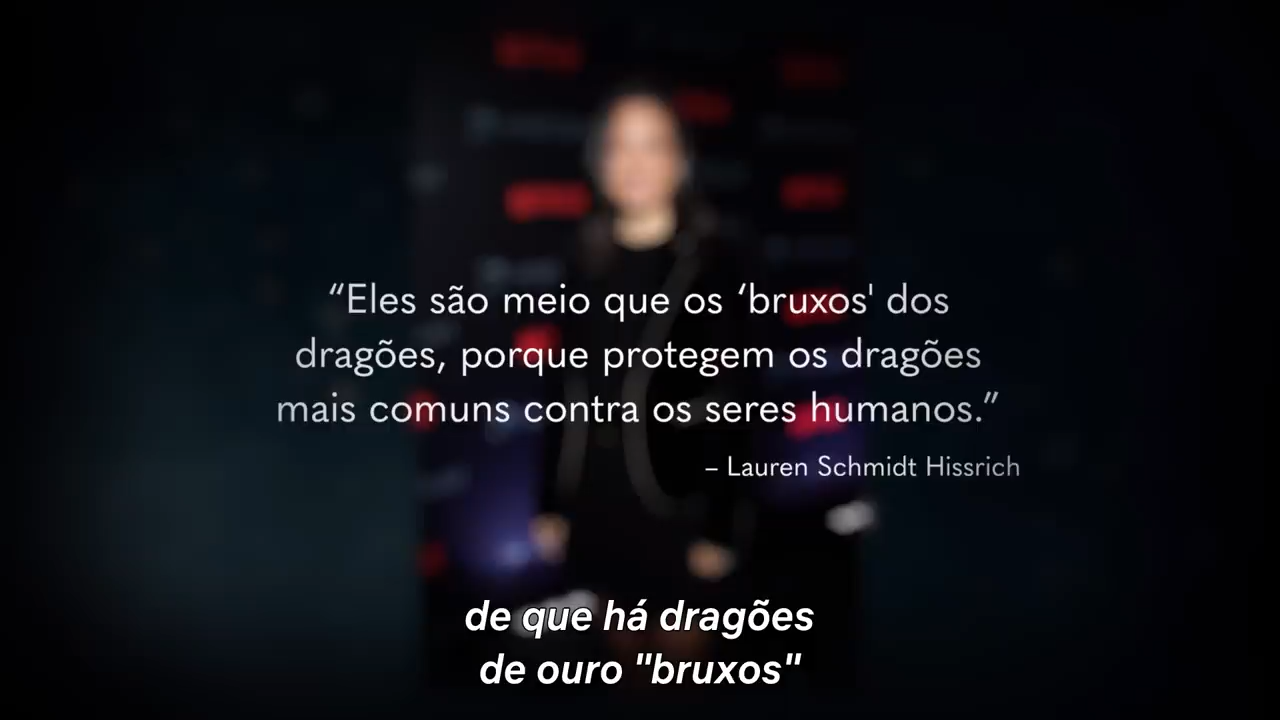 “Eles são meio que os ‘bruxos' dos
dragões, porque protegem os dragões
mais comuns contra os seres humanos.”
– Lauren Schmidt Hissrich
de que há dragões
de ouro "bruxos"